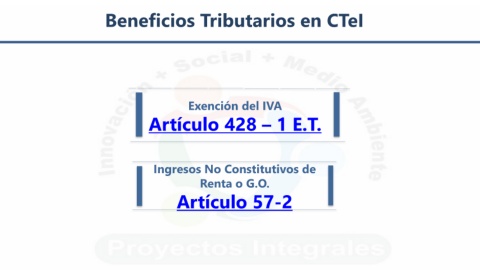 Beneficios Tributarios en CTeI
Innovación + Social + Medio Ambiente
Exención del IVA
Artículo 428 – 1 E.T.
Ingresos No Constitutivos de
Renta o G.O.
Artículo 57-2
Proyectos Integrales